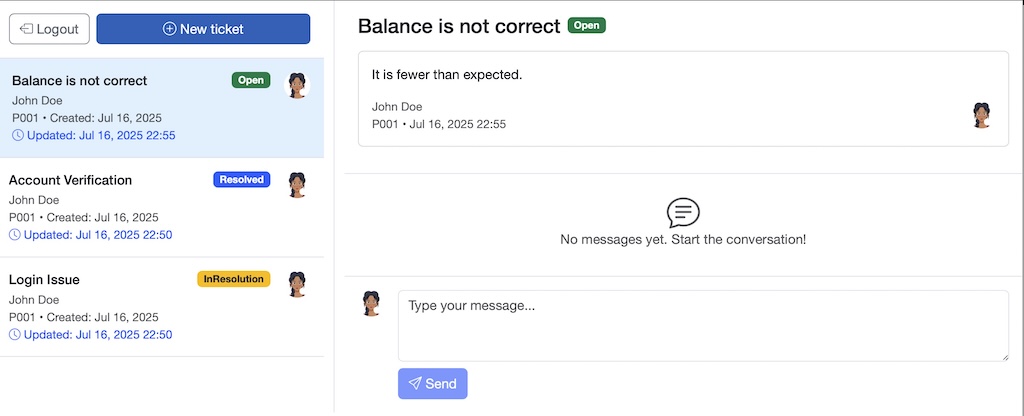 Logout
New ticket
Balance is not correct Open
John Doe
P001 • Created: Jul 16, 2025
Updated: Jul 16, 2025 22:55
Account Verification Resolved
John Doe
P001 • Created: Jul 16, 2025
Updated: Jul 16, 2025 22:50
Login Issue InResolution
John Doe
P001 • Created: Jul 16, 2025
Updated: Jul 16, 2025 22:50
Balance is not correct Open
It is fewer than expected.
John Doe
P001 • Jul 16, 2025 22:55
No messages yet. Start the conversation!
Type your message...
Send